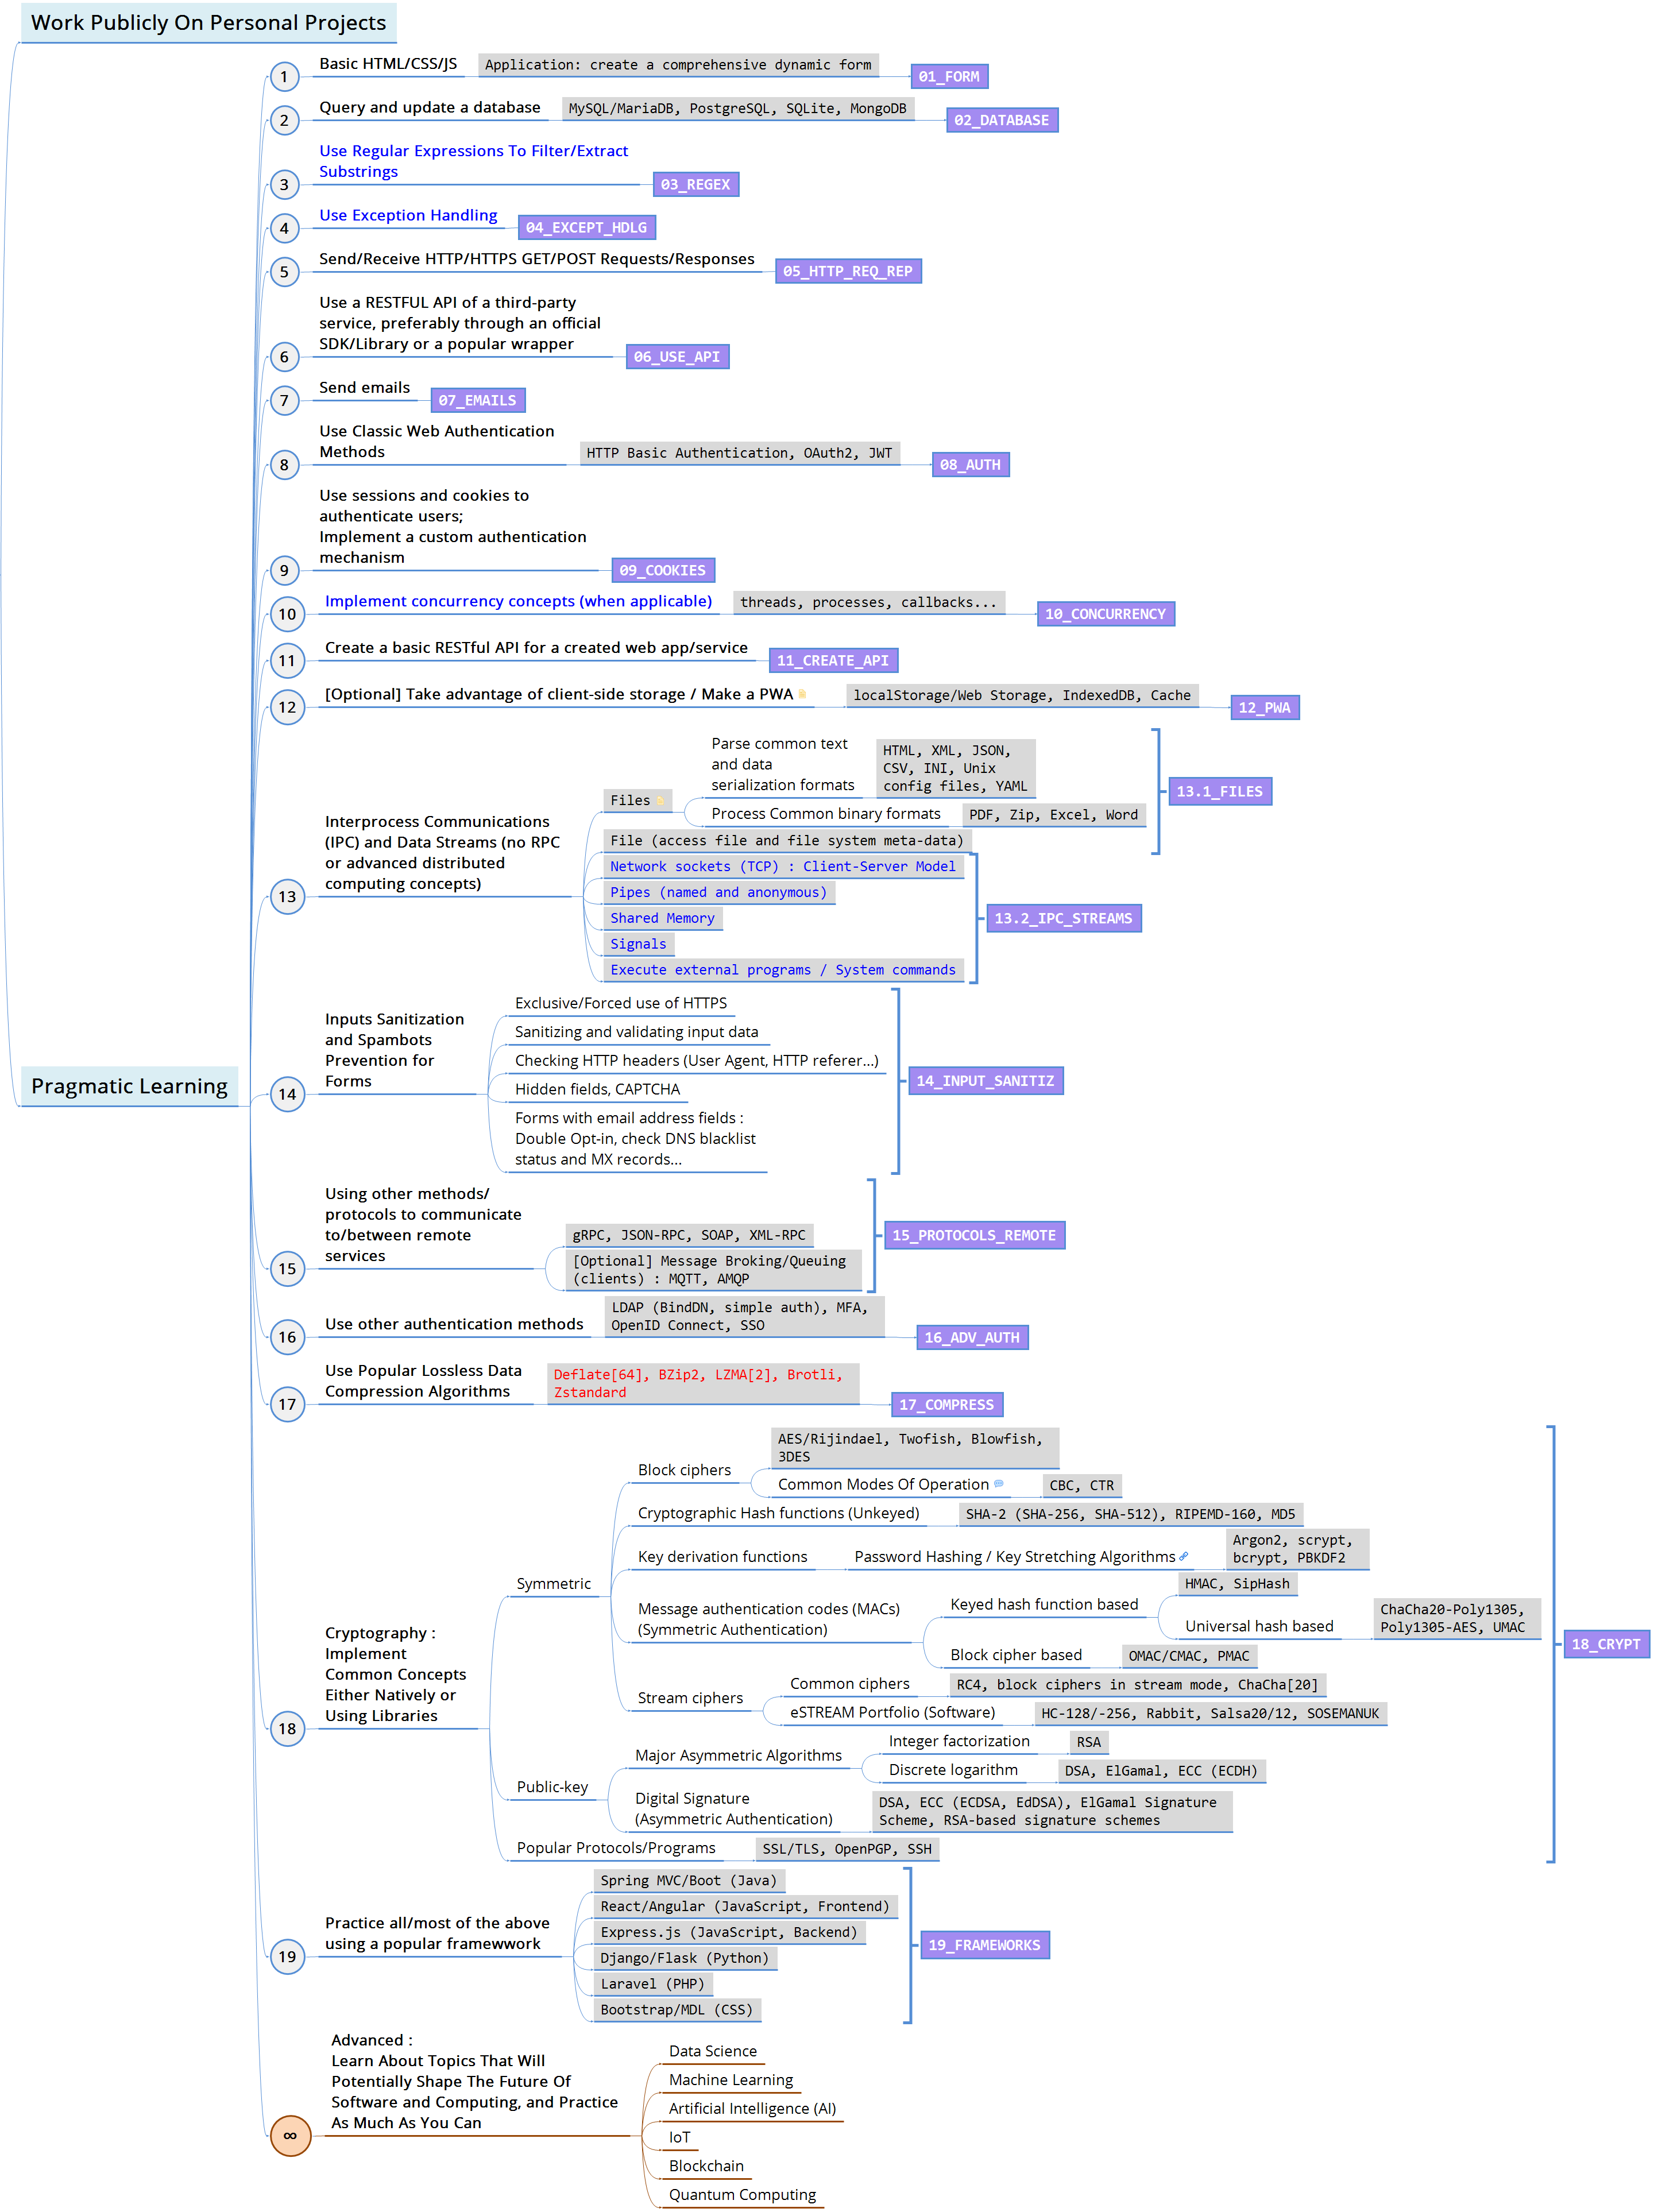 Work Publicly On Personal Projects
1
Basic HTML/CSS/JS
Application: create a comprehensive dynamic form
01_FORM
2
Query and update a database
MySQL/MariaDB, PostgreSQL, SQLite, MongoDB
02_DATABASE
3
Use Regular Expressions To Filter/Extract
Substrings
03_REGEX
4
Use Exception Handling
04_EXCEPT_HDLG
5
Send/Receive HTTP/HTTPS GET/POST Requests/Responses
05_HTTP_REQ_REP
6
Use a RESTFUL API of a third-party
service, preferably through an official
SDK/Library or a popular wrapper
06_USE_API
7
Send emails
07_EMAILS
8
Use Classic Web Authentication
Methods
HTTP Basic Authentication, OAuth2, JWT
08_AUTH
9
Use sessions and cookies to
authenticate users;
Implement a custom authentication
mechanism
09_COOKIES
10
Implement concurrency concepts (when applicable)
threads, processes, callbacks...
10_CONCURRENCY
11
Create a basic RESTful API for a created web app/service
11_CREATE_API
12
[Optional] Take advantage of client-side storage / Make a PWA
localStorage/Web Storage, IndexedDB, Cache
12_PWA
13
Interprocess Communications
(IPC) and Data Streams (no RPC
or advanced distributed
computing concepts)
Files
Parse common text
and data
serialization formats
HTML, XML, JSON,
CSV, INI, Unix
config files, YAML
Process Common binary formats
PDF, Zip, Excel, Word
File (access file and file system meta-data)
13.1_FILES
Network sockets (TCP) : Client-Server Model
Pipes (named and anonymous)
Shared Memory
Signals
Execute external programs / System commands
13.2_IPC_STREAMS
Pragmatic Learning
14
Inputs Sanitization
and Spambots
Prevention for
Forms
Exclusive/Forced use of HTTPS
Sanitizing and validating input data
Checking HTTP headers (User Agent, HTTP referer...)
Hidden fields, CAPTCHA
Forms with email address fields :
Double Opt-in, check DNS blacklist
status and MX records...
14_INPUT_SANITIZ
15
Using other methods/
protocols to communicate
to/between remote
services
gRPC, JSON-RPC, SOAP, XML-RPC
[Optional] Message Broking/Queuing
(clients) : MQTT, AMQP
15_PROTOCOLS_REMOTE
16
Use other authentication methods
LDAP (BindDN, simple auth), MFA,
OpenID Connect, SSO
16_ADV_AUTH
17
Use Popular Lossless Data
Compression Algorithms
Deflate[64], BZip2, LZMA[2], Brotli,
Zstandard
17_COMPRESS
18
Cryptography :
Implement
Common Concepts
Either Natively or
Using Libraries
Symmetric
Block ciphers
AES/Rijindael, Twofish, Blowfish,
3DES
Common Modes Of Operation
CBC, CTR
Cryptographic Hash functions (Unkeyed)
SHA-2 (SHA-256, SHA-512), RIPEMD-160, MD5
Key derivation functions
Password Hashing / Key Stretching Algorithms
Argon2, scrypt,
bcrypt, PBKDF2
Message authentication codes (MACs)
(Symmetric Authentication)
Keyed hash function based
HMAC, SipHash
Universal hash based
ChaCha20-Poly1305,
Poly1305-AES, UMAC
Block cipher based
OMAC/CMAC, PMAC
Stream ciphers
Common ciphers
RC4, block ciphers in stream mode, ChaCha[20]
eSTREAM Portfolio (Software)
HC-128/-256, Rabbit, Salsa20/12, SOSEMANUK
Public-key
Major Asymmetric Algorithms
Integer factorization
RSA
Discrete logarithm
DSA, ElGamal, ECC (ECDH)
Digital Signature
(Asymmetric Authentication)
DSA, ECC (ECDSA, EdDSA), ElGamal Signature
Scheme, RSA-based signature schemes
Popular Protocols/Programs
SSL/TLS, OpenPGP, SSH
18_CRYPT
19
Practice all/most of the above
using a popular framewwork
Spring MVC/Boot (Java)
React/Angular (JavaScript, Frontend)
Express.js (JavaScript, Backend)
Django/Flask (Python)
Laravel (PHP)
Bootstrap/MDL (CSS)
19_FRAMEWORKS
∞
Advanced :
Learn About Topics That Will
Potentially Shape The Future Of
Software and Computing, and Practice
As Much As You Can
Data Science
Machine Learning
Artificial Intelligence (AI)
IoT
Blockchain
Quantum Computing